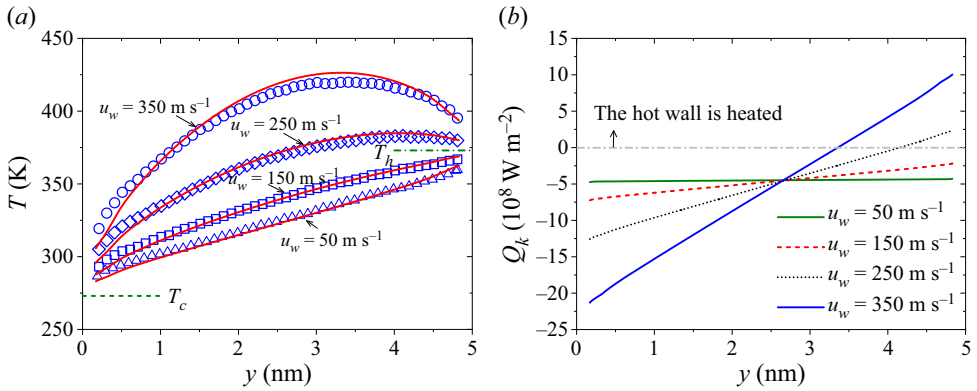 (a)
450
400
350
300
250
T (K)
u_w = 350 m s⁻¹
u_w = 250 m s⁻¹
T_h
u_w = 150 m s⁻¹
u_w = 50 m s⁻¹
T_c
0 1 2 3 4 5
y (nm)
(b)
15
10
5
0
−5
−10
−15
−20
−25
Q_k (10⁸ W m⁻²)
The hot wall is heated
u_w = 50 m s⁻¹
u_w = 150 m s⁻¹
u_w = 250 m s⁻¹
u_w = 350 m s⁻¹
0 1 2 3 4 5
y (nm)